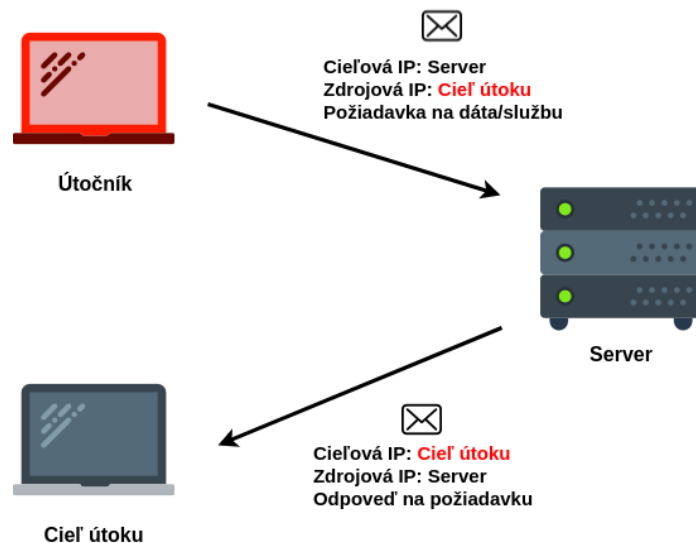 Cieľová IP: Server
Zdrojová IP: Cieľ útoku
Požiadavka na dáta/službu
Útočník
Server
Cieľová IP: Cieľ útoku
Zdrojová IP: Server
Odpoveď na požiadavku
Cieľ útoku